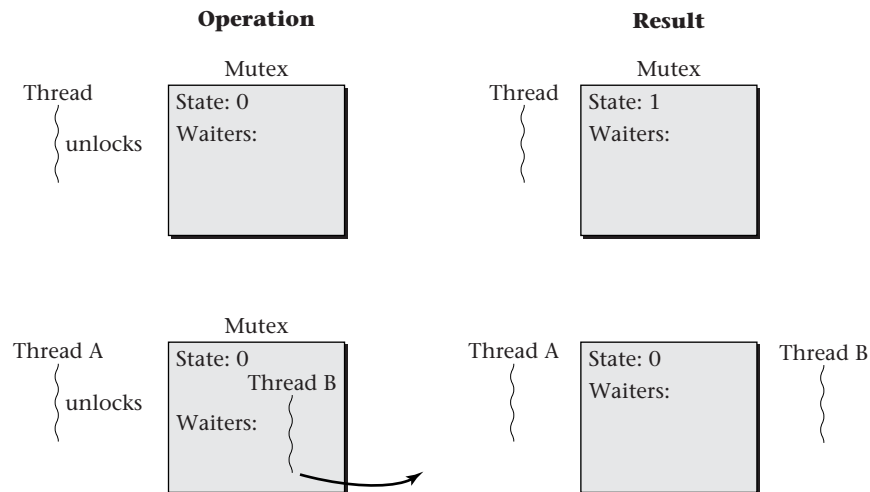 Operation
Result
Mutex
Mutex
Thread
State: 0
Thread
State: 1
unlocks
Waiters:
Waiters:
Mutex
Thread A
State: 0
Thread B
unlocks
Waiters:
Thread A
State: 0
Waiters:
Thread B